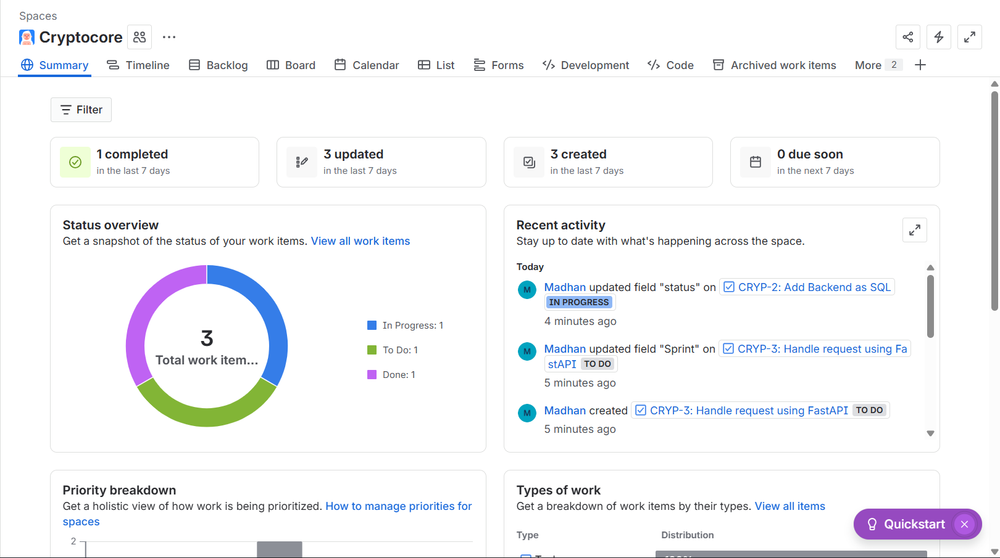 Spaces
Cryptocore
Summary Timeline Backlog Board Calendar List Forms Development Code Archived work items More 2
Filter
1 completed
in the last 7 days
3 updated
in the last 7 days
3 created
in the last 7 days
0 due soon
in the next 7 days
Status overview
Get a snapshot of the status of your work items. View all work items
3
Total work item...
In Progress: 1
To Do: 1
Done: 1
Recent activity
Stay up to date with what's happening across the space.
Today
M
Madhan updated field "status" on CRYP-2: Add Backend as SQL
IN PROGRESS
4 minutes ago
M
Madhan updated field "Sprint" on CRYP-3: Handle request using Fa
stAPI TO DO
5 minutes ago
M
Madhan created CRYP-3: Handle request using FastAPI TO DO
5 minutes ago
Priority breakdown
Get a holistic view of how work is being prioritized. How to manage priorities for
spaces
2
Types of work
Get a breakdown of work items by their types. View all items
Type Distribution
Quickstart